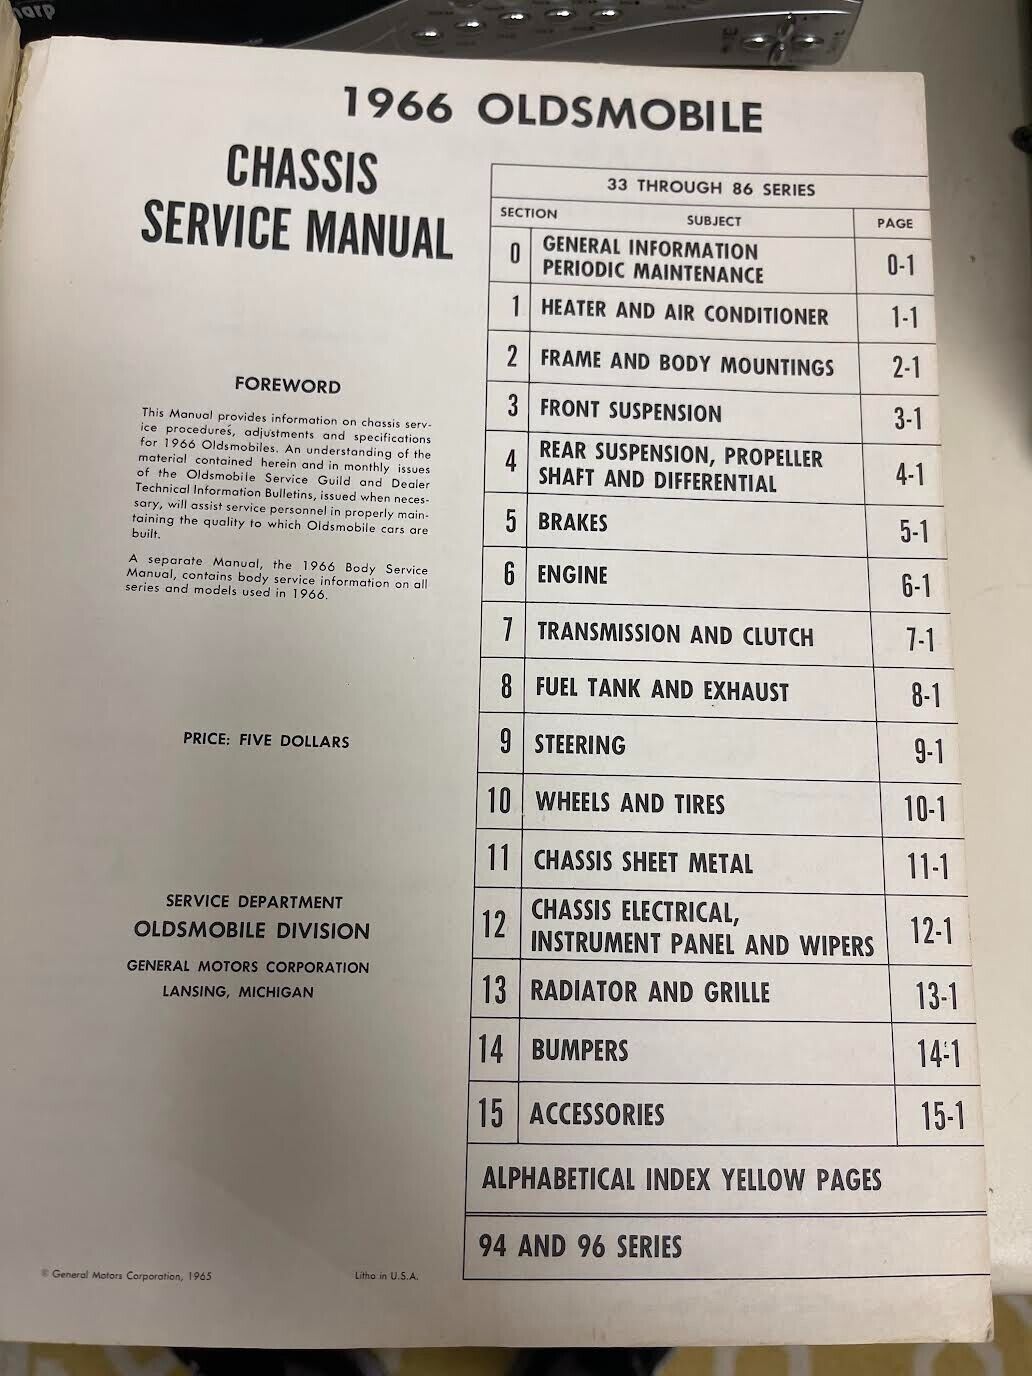 1966 OLDSMOBILE
CHASSIS
SERVICE MANUAL
FOREWORD
This Manual provides information on chassis serv-
ice procedures, adjustments and specifications
for 1966 Oldsmobiles. An understanding of the
material contained herein and in monthly issues
of the Oldsmobile Service Guild and Dealer
Technical Information Bulletins, issued when neces-
sary, will assist service personnel in properly main-
taining the quality to which Oldsmobile cars are
built.
A separate Manual, the 1966 Body Service
Manual, contains body service information on all
series and models used in 1966.
PRICE: FIVE DOLLARS
SERVICE DEPARTMENT
OLDSMOBILE DIVISION
GENERAL MOTORS CORPORATION
LANSING, MICHIGAN
© General Motors Corporation, 1965 Litho in U.S.A.
33 THROUGH 86 SERIES
SECTION SUBJECT PAGE
0 GENERAL INFORMATION
PERIODIC MAINTENANCE 0-1
1 HEATER AND AIR CONDITIONER 1-1
2 FRAME AND BODY MOUNTINGS 2-1
3 FRONT SUSPENSION 3-1
4 REAR SUSPENSION, PROPELLER
SHAFT AND DIFFERENTIAL 4-1
5 BRAKES 5-1
6 ENGINE 6-1
7 TRANSMISSION AND CLUTCH 7-1
8 FUEL TANK AND EXHAUST 8-1
9 STEERING 9-1
10 WHEELS AND TIRES 10-1
11 CHASSIS SHEET METAL 11-1
12 CHASSIS ELECTRICAL,
INSTRUMENT PANEL AND WIPERS 12-1
13 RADIATOR AND GRILLE 13-1
14 BUMPERS 14-1
15 ACCESSORIES 15-1
ALPHABETICAL INDEX YELLOW PAGES
94 AND 96 SERIES